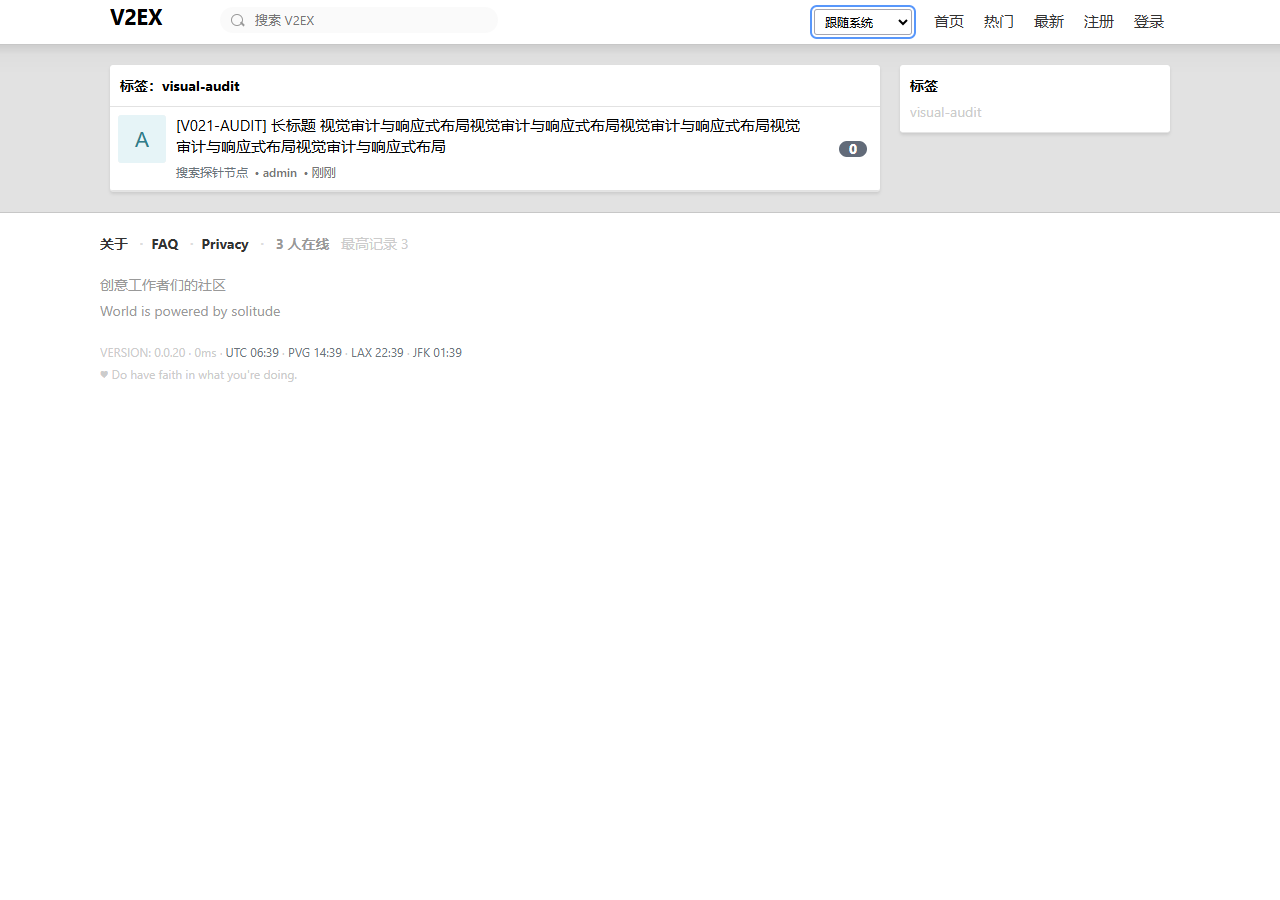 V2EX
搜索 V2EX
跟随系统
首页 热门 最新 注册 登录
标签：visual-audit
A
[V021-AUDIT] 长标题 视觉审计与响应式布局视觉审计与响应式布局视觉审计与响应式布局视觉
审计与响应式布局视觉审计与响应式布局
0
搜索探针节点 • admin • 刚刚
标签
visual-audit
关于 · FAQ · Privacy · 3 人在线 最高记录 3
创意工作者们的社区
World is powered by solitude
VERSION: 0.0.20 · 0ms · UTC 06:39 · PVG 14:39 · LAX 22:39 · JFK 01:39
♥ Do have faith in what you're doing.